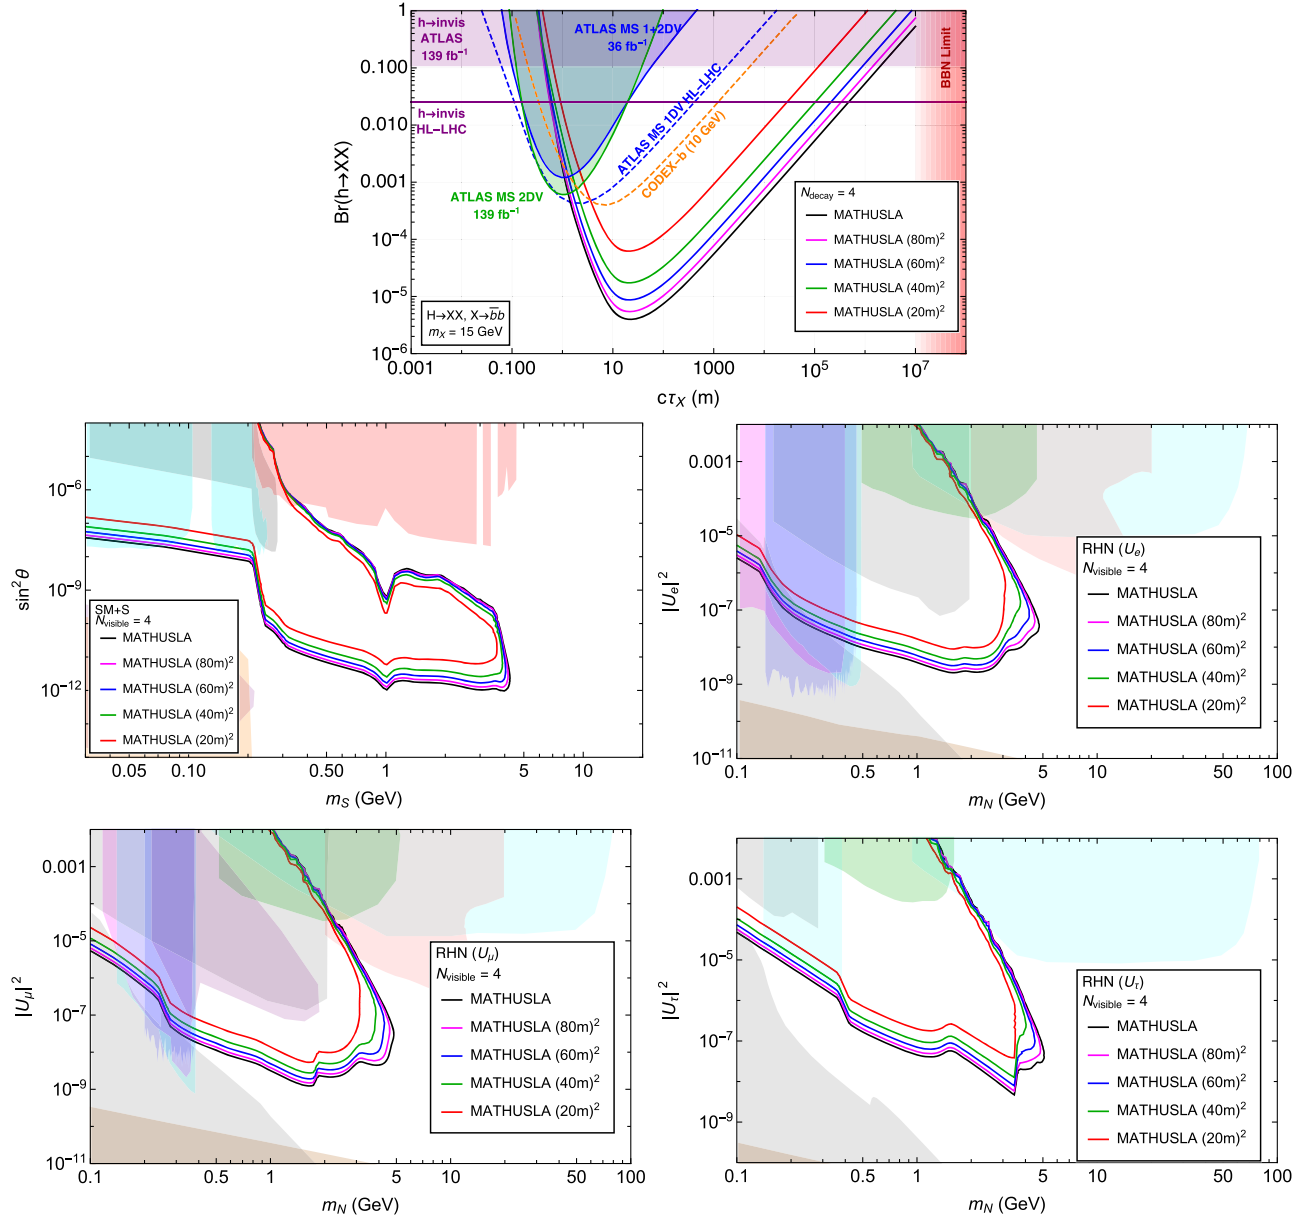 h→invis
ATLAS
139 fb⁻¹
ATLAS MS 1+2DV
36 fb⁻¹
BBN Limit
h→invis
HL−LHC
ATLAS MS 1DV HL−LHC
CODEX−b (10 GeV)
ATLAS MS 2DV
139 fb⁻¹
H→XX, X→b̅b
m_X = 15 GeV
N_decay = 4
MATHUSLA
MATHUSLA (80m)²
MATHUSLA (60m)²
MATHUSLA (40m)²
MATHUSLA (20m)²
Br(h→XX)
1
0.100
0.010
0.001
10⁻⁴
10⁻⁵
10⁻⁶
0.001 0.100 10 1000 10⁵ 10⁷
cτ_X (m)
sin²θ
10⁻⁶
10⁻⁹
10⁻¹²
SM+S
N_visible = 4
MATHUSLA
MATHUSLA (80m)²
MATHUSLA (60m)²
MATHUSLA (40m)²
MATHUSLA (20m)²
0.05 0.10 0.50 1 5 10
m_S (GeV)
|U_e|²
0.001
10⁻⁵
10⁻⁷
10⁻⁹
10⁻¹¹
RHN (U_e)
N_visible = 4
MATHUSLA
MATHUSLA (80m)²
MATHUSLA (60m)²
MATHUSLA (40m)²
MATHUSLA (20m)²
0.1 0.5 1 5 10 50 100
m_N (GeV)
|U_μ|²
0.001
10⁻⁵
10⁻⁷
10⁻⁹
10⁻¹¹
RHN (U_μ)
N_visible = 4
MATHUSLA
MATHUSLA (80m)²
MATHUSLA (60m)²
MATHUSLA (40m)²
MATHUSLA (20m)²
0.1 0.5 1 5 10 50 100
m_N (GeV)
|U_τ|²
0.001
10⁻⁵
10⁻⁷
10⁻⁹
RHN (U_τ)
N_visible = 4
MATHUSLA
MATHUSLA (80m)²
MATHUSLA (60m)²
MATHUSLA (40m)²
MATHUSLA (20m)²
0.1 0.5 1 5 10 50 100
m_N (GeV)